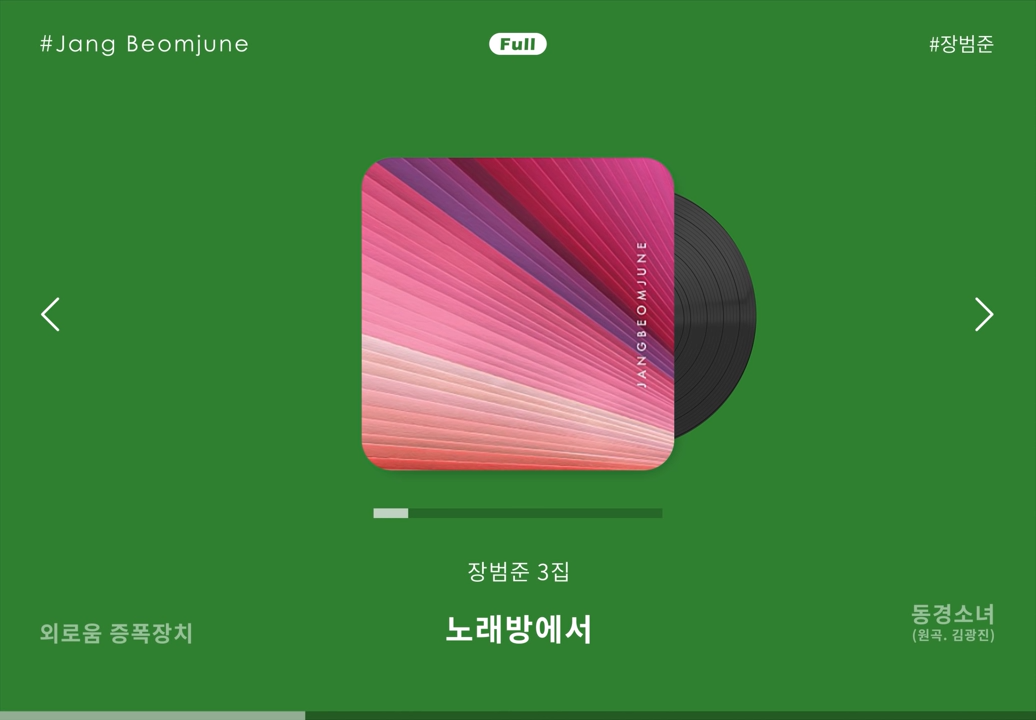 #Jang Beomjune
Full
#장범준
JANGBEOMJUNE
장범준 3집
외로움 증폭장치
노래방에서
동경소녀
(원곡. 김광진)